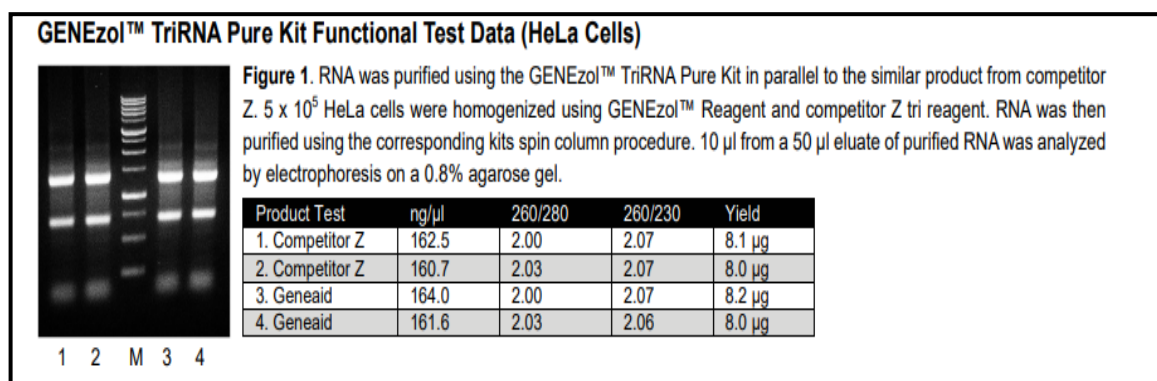 GENEzol™ TriRNA Pure Kit Functional Test Data (HeLa Cells)
Figure 1. RNA was purified using the GENEzol™ TriRNA Pure Kit in parallel to the similar product from competitor
Z. 5 x 10⁵ HeLa cells were homogenized using GENEzol™ Reagent and competitor Z tri reagent. RNA was then
purified using the corresponding kits spin column procedure. 10 µl from a 50 µl eluate of purified RNA was analyzed
by electrophoresis on a 0.8% agarose gel.
Product Test ng/µl 260/280 260/230 Yield
1. Competitor Z 162.5 2.00 2.07 8.1 µg
2. Competitor Z 160.7 2.03 2.07 8.0 µg
3. Geneaid 164.0 2.00 2.07 8.2 µg
4. Geneaid 161.6 2.03 2.06 8.0 µg
1 2 M 3 4